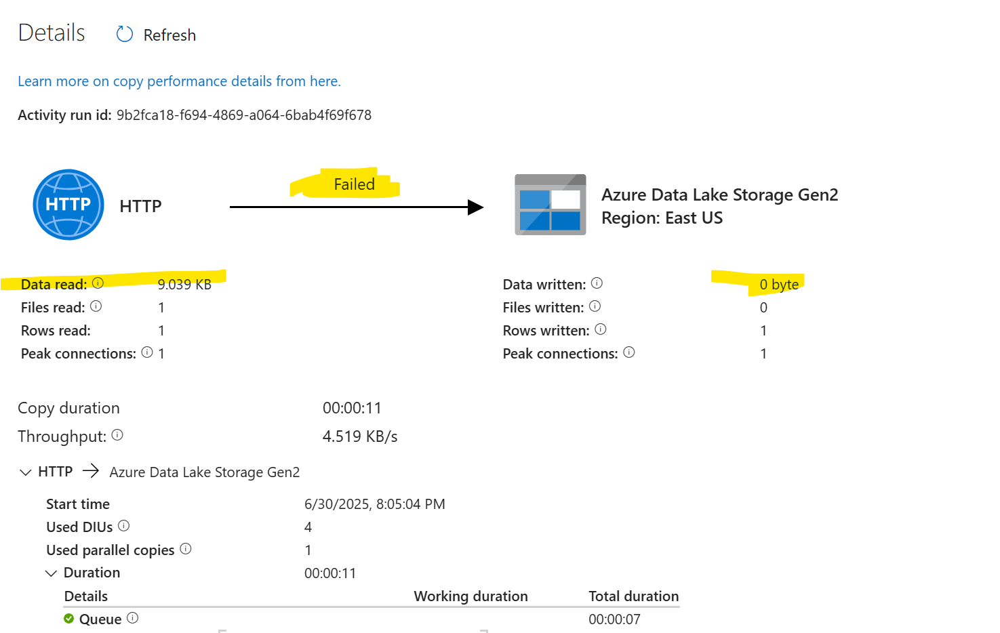 Details Refresh
Learn more on copy performance details from here.
Activity run id: 9b2fca18-f694-4869-a064-6bab4f69f678
Failed
HTTP HTTP
Azure Data Lake Storage Gen2
Region: East US
Data read: 9.039 KB Data written: 0 byte
Files read: 1 Files written: 0
Rows read: 1 Rows written: 1
Peak connections: 1 Peak connections: 1
Copy duration 00:00:11
Throughput: 4.519 KB/s
HTTP → Azure Data Lake Storage Gen2
Start time 6/30/2025, 8:05:04 PM
Used DIUs 4
Used parallel copies 1
Duration 00:00:11
Details Working duration Total duration
Queue 00:00:07